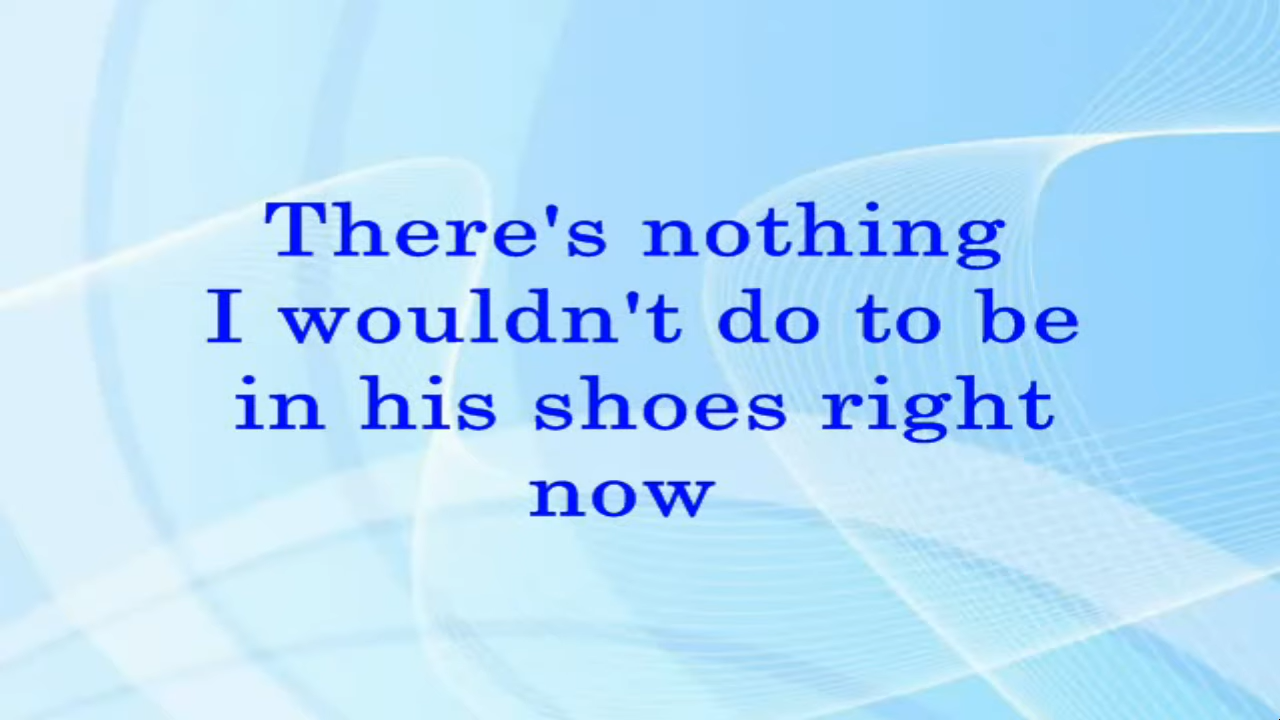 There's nothing
I wouldn't do to be
in his shoes right
now